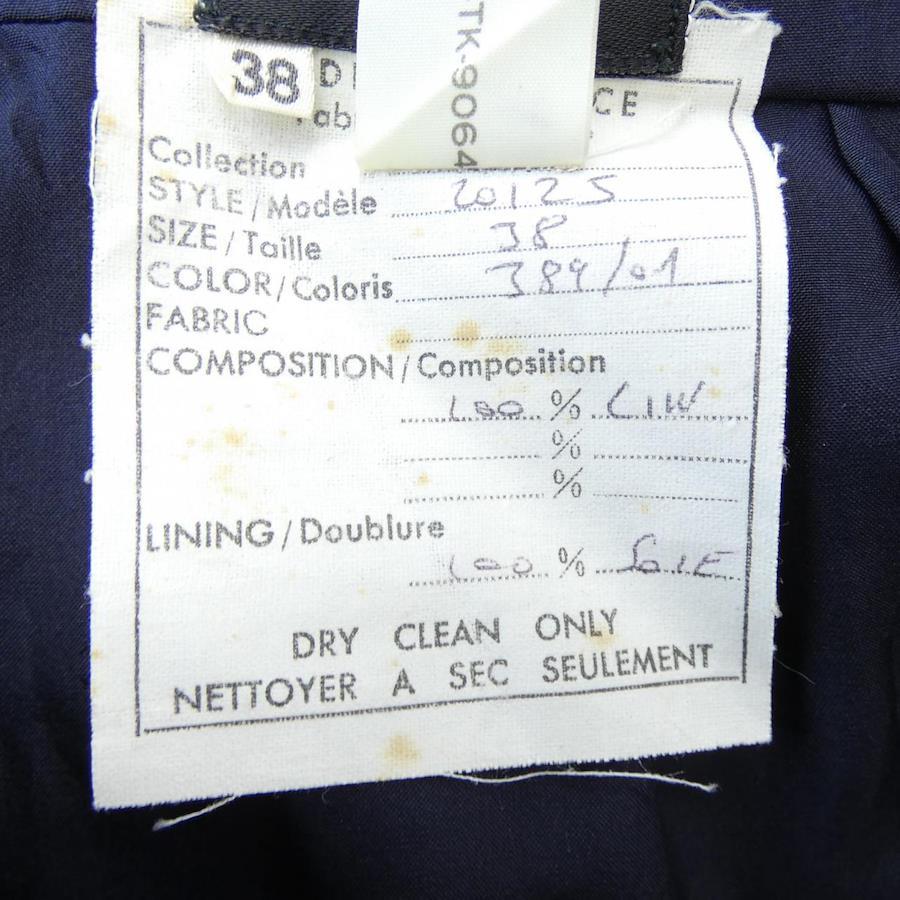 TK-9064
38
CE
Collection
STYLE/Modèle 20125
SIZE/Taille 38
COLOR/Coloris 389/01
FABRIC
COMPOSITION/Composition
100 % LIN
%
%
LINING/Doublure
100 % SOIE
DRY CLEAN ONLY
NETTOYER A SEC SEULEMENT